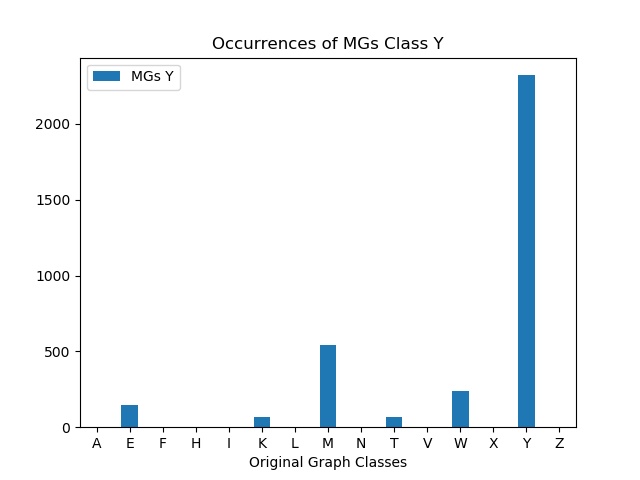 Occurrences of MGs Class Y
MGs Y
2000
1500
1000
500
0
A E F H I K L M N T V W X Y Z
Original Graph Classes